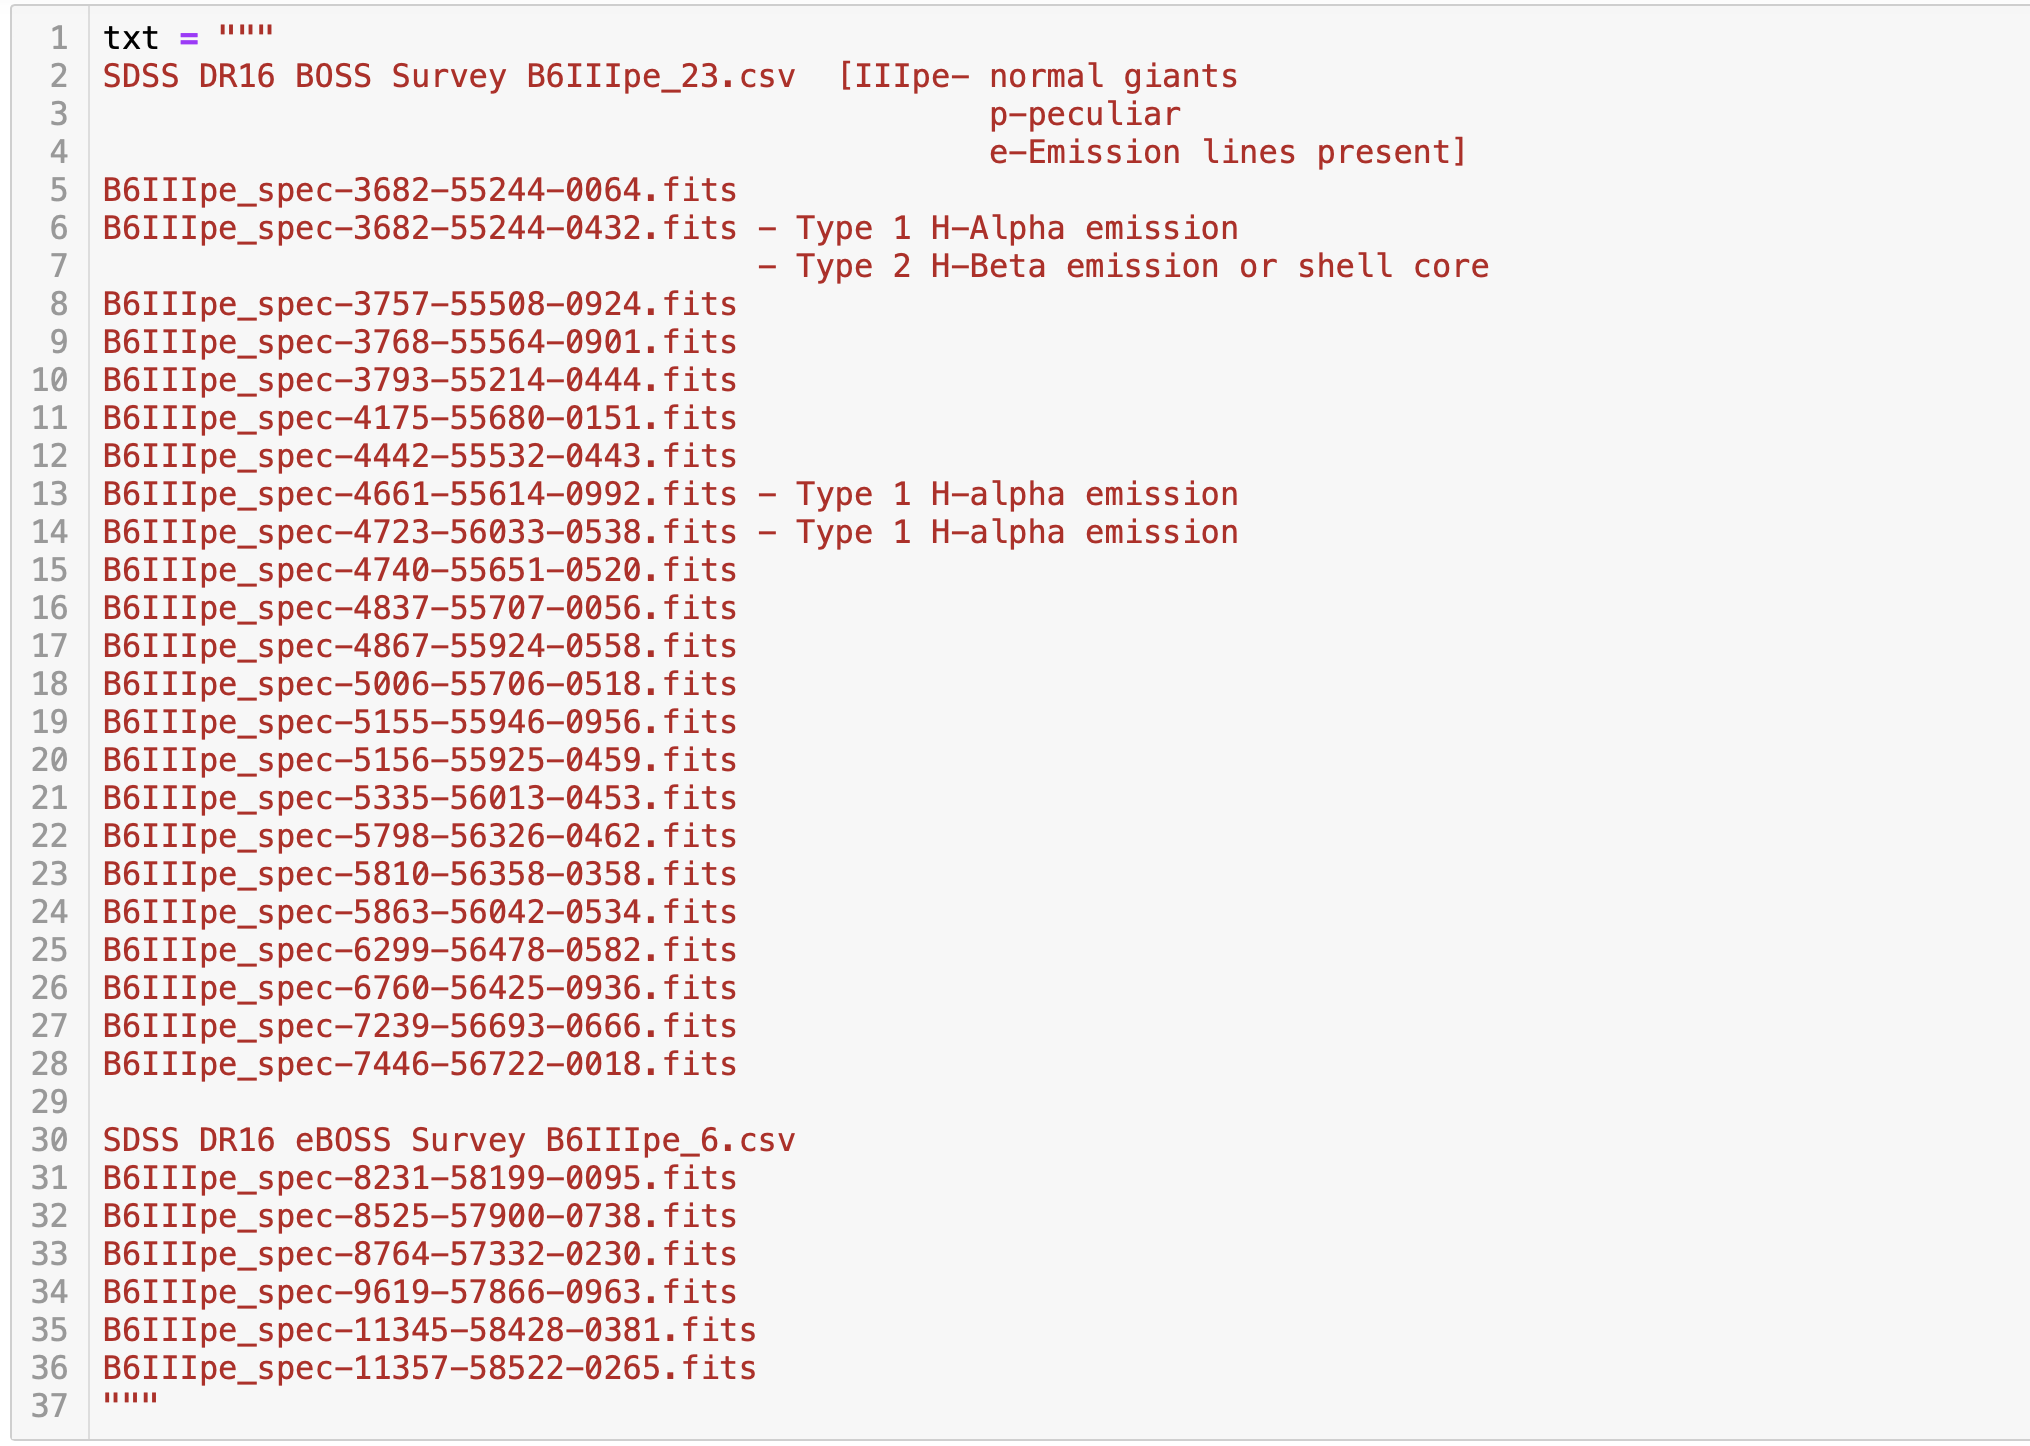 1 txt = """
2 SDSS DR16 BOSS Survey B6IIIpe_23.csv  [IIIpe- normal giants
3                                               p-peculiar
4                                               e-Emission lines present]
5 B6IIIpe_spec-3682-55244-0064.fits
6 B6IIIpe_spec-3682-55244-0432.fits - Type 1 H-Alpha emission
7                                   - Type 2 H-Beta emission or shell core
8 B6IIIpe_spec-3757-55508-0924.fits
9 B6IIIpe_spec-3768-55564-0901.fits
10 B6IIIpe_spec-3793-55214-0444.fits
11 B6IIIpe_spec-4175-55680-0151.fits
12 B6IIIpe_spec-4442-55532-0443.fits
13 B6IIIpe_spec-4661-55614-0992.fits - Type 1 H-alpha emission
14 B6IIIpe_spec-4723-56033-0538.fits - Type 1 H-alpha emission
15 B6IIIpe_spec-4740-55651-0520.fits
16 B6IIIpe_spec-4837-55707-0056.fits
17 B6IIIpe_spec-4867-55924-0558.fits
18 B6IIIpe_spec-5006-55706-0518.fits
19 B6IIIpe_spec-5155-55946-0956.fits
20 B6IIIpe_spec-5156-55925-0459.fits
21 B6IIIpe_spec-5335-56013-0453.fits
22 B6IIIpe_spec-5798-56326-0462.fits
23 B6IIIpe_spec-5810-56358-0358.fits
24 B6IIIpe_spec-5863-56042-0534.fits
25 B6IIIpe_spec-6299-56478-0582.fits
26 B6IIIpe_spec-6760-56425-0936.fits
27 B6IIIpe_spec-7239-56693-0666.fits
28 B6IIIpe_spec-7446-56722-0018.fits
29
30 SDSS DR16 eBOSS Survey B6IIIpe_6.csv
31 B6IIIpe_spec-8231-58199-0095.fits
32 B6IIIpe_spec-8525-57900-0738.fits
33 B6IIIpe_spec-8764-57332-0230.fits
34 B6IIIpe_spec-9619-57866-0963.fits
35 B6IIIpe_spec-11345-58428-0381.fits
36 B6IIIpe_spec-11357-58522-0265.fits
37 """